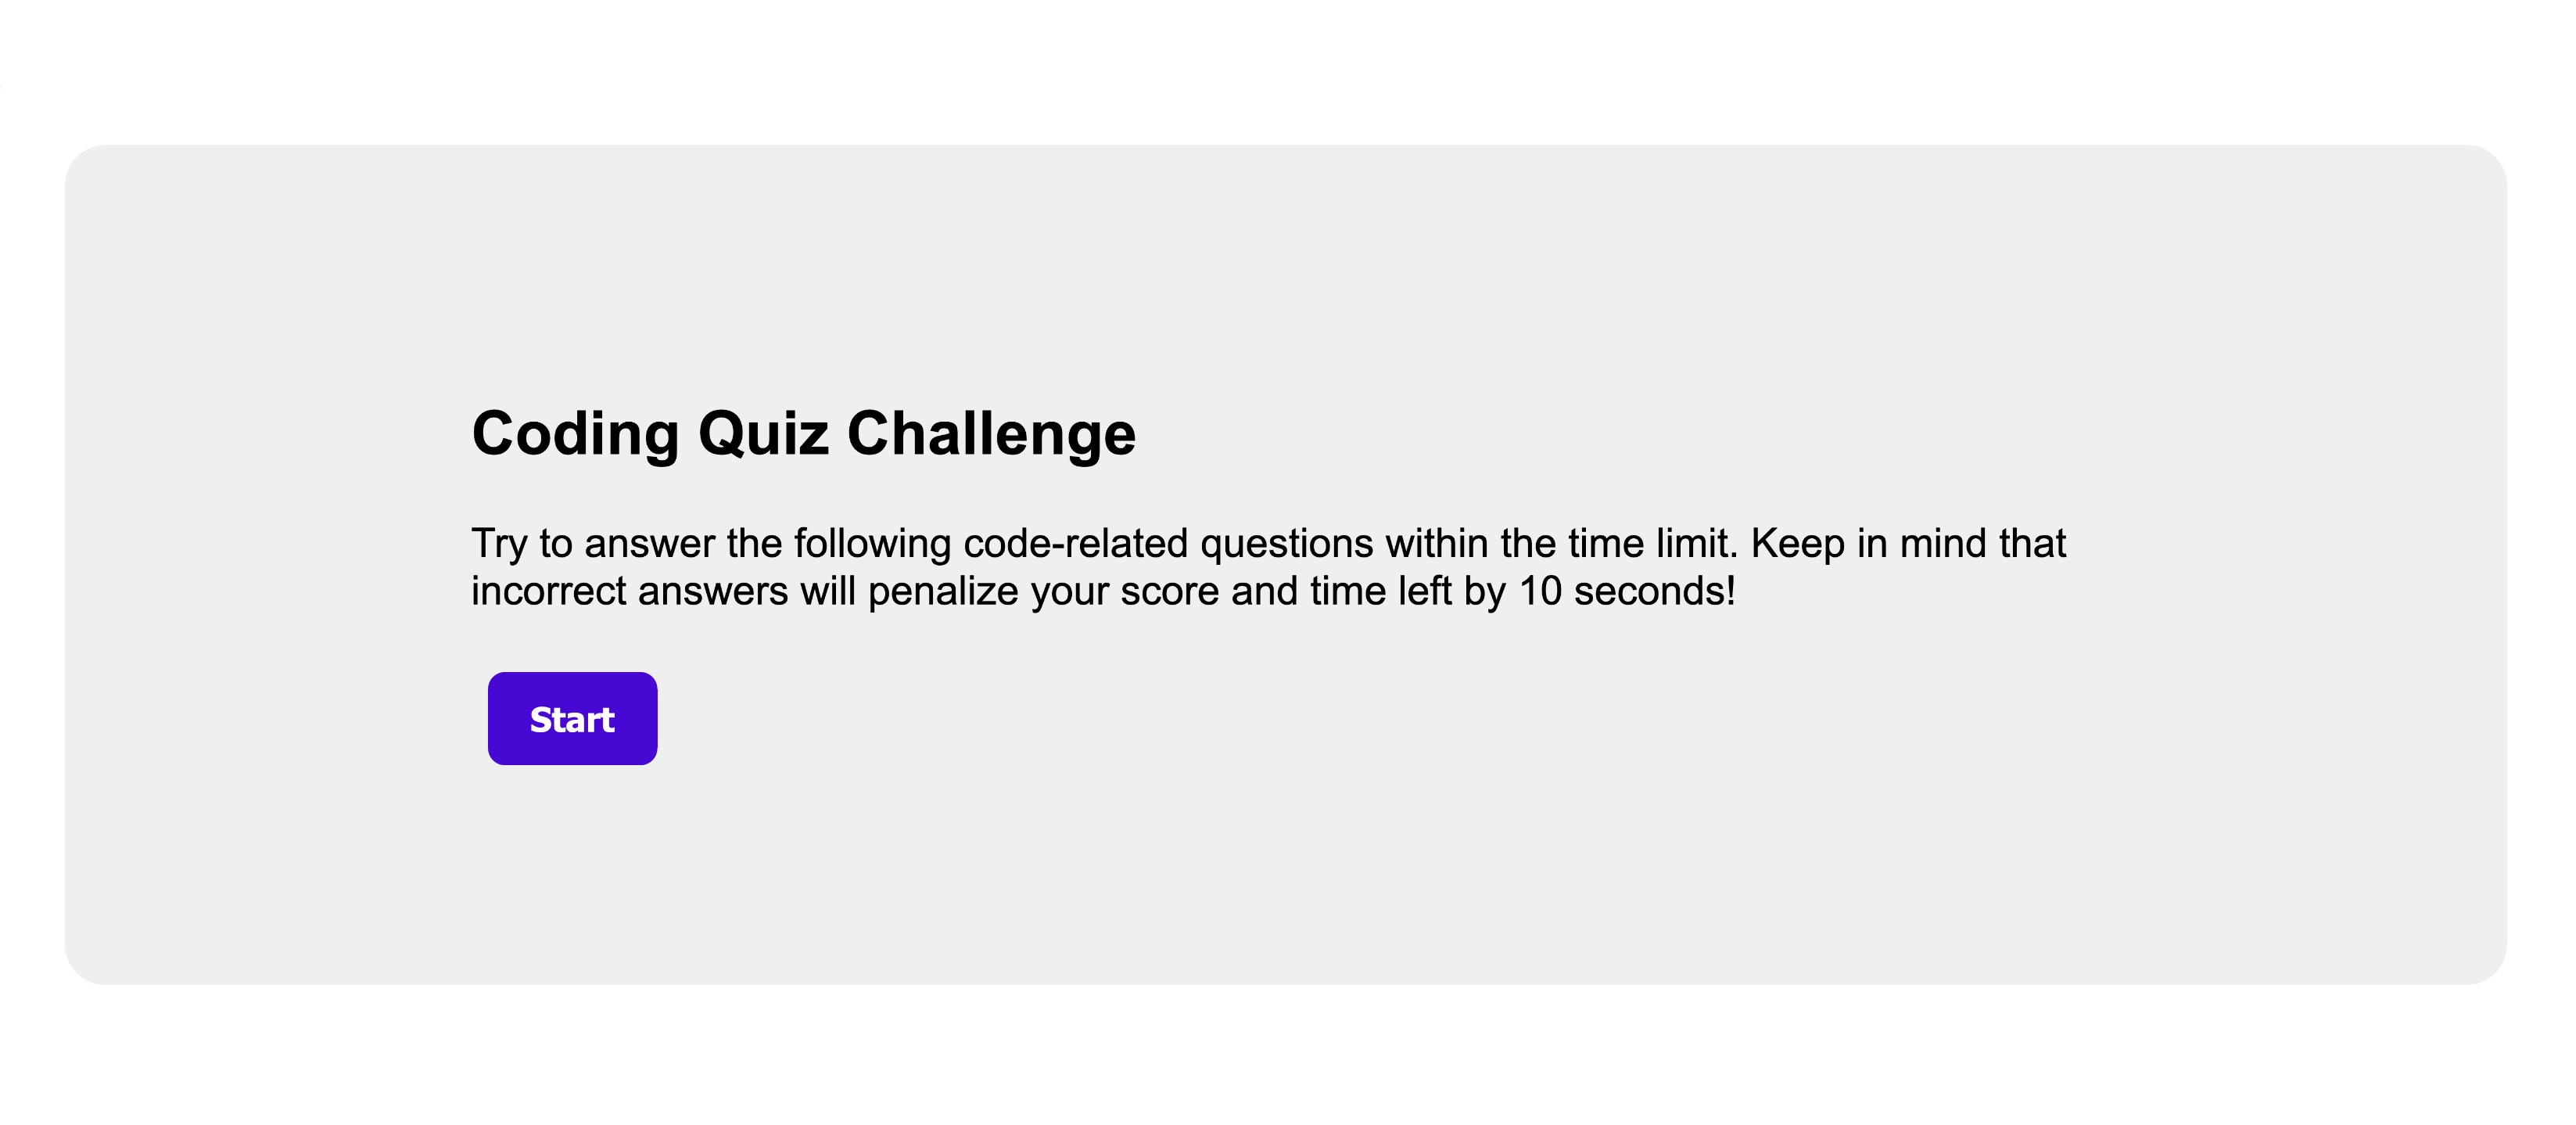 Coding Quiz Challenge
Try to answer the following code-related questions within the time limit. Keep in mind that
incorrect answers will penalize your score and time left by 10 seconds!
Start